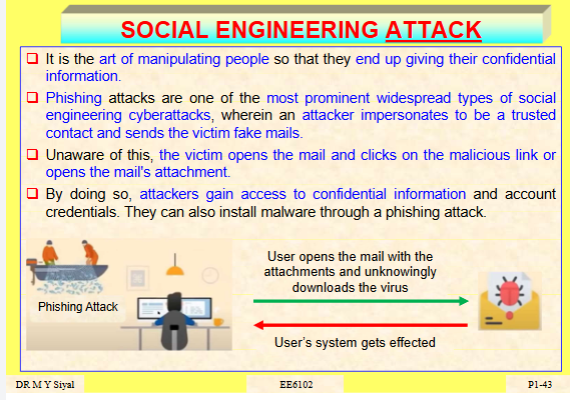 SOCIAL ENGINEERING ATTACK
It is the art of manipulating people so that they end up giving their confidential
information.
Phishing attacks are one of the most prominent widespread types of social
engineering cyberattacks, wherein an attacker impersonates to be a trusted
contact and sends the victim fake mails.
Unaware of this, the victim opens the mail and clicks on the malicious link or
opens the mail's attachment.
By doing so, attackers gain access to confidential information and account
credentials. They can also install malware through a phishing attack.
Phishing Attack
User opens the mail with the
attachments and unknowingly
downloads the virus
User's system gets effected
DR M Y Siyal
EE6102
P1-43